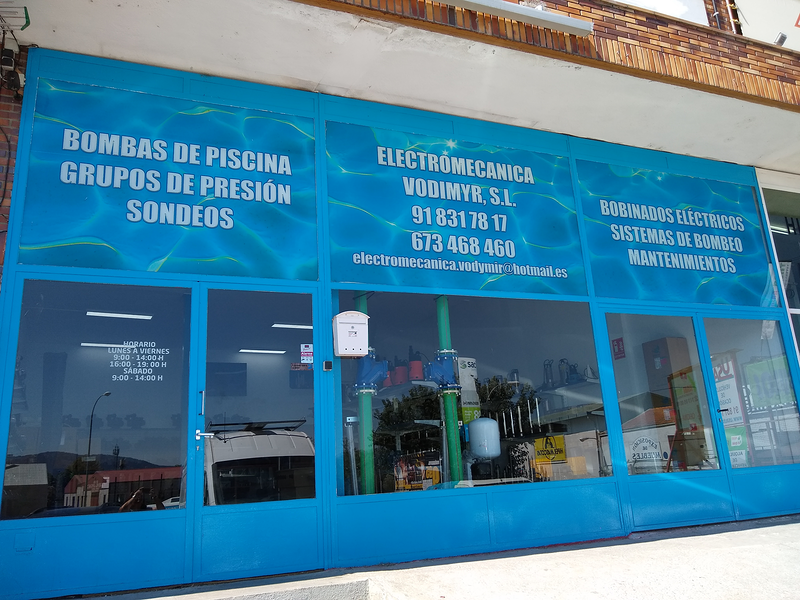 BOMBAS DE PISCINA
GRUPOS DE PRESIÓN
SONDEOS
ELECTROMECANICA
VODIMYR, S.L.
91 831 78 17
673 468 460
electromecanica.vodymir@hotmail.es
BOBINADOS ELÉCTRICOS
SISTEMAS DE BOMBEO
MANTENIMIENTOS
HORARIO
LUNES A VIERNES
9:00 - 14:00 H
16:00 - 19:00 H
SÁBADO
9:00 - 14:00 H